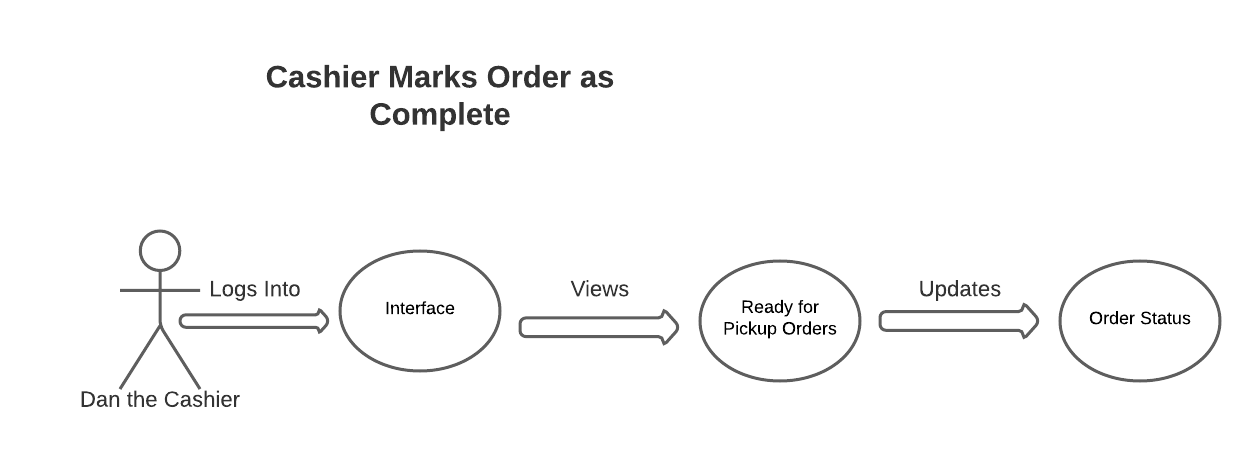 Cashier Marks Order as
Complete
Logs Into
Interface
Views
Ready for
Pickup Orders
Updates
Order Status
Dan the Cashier